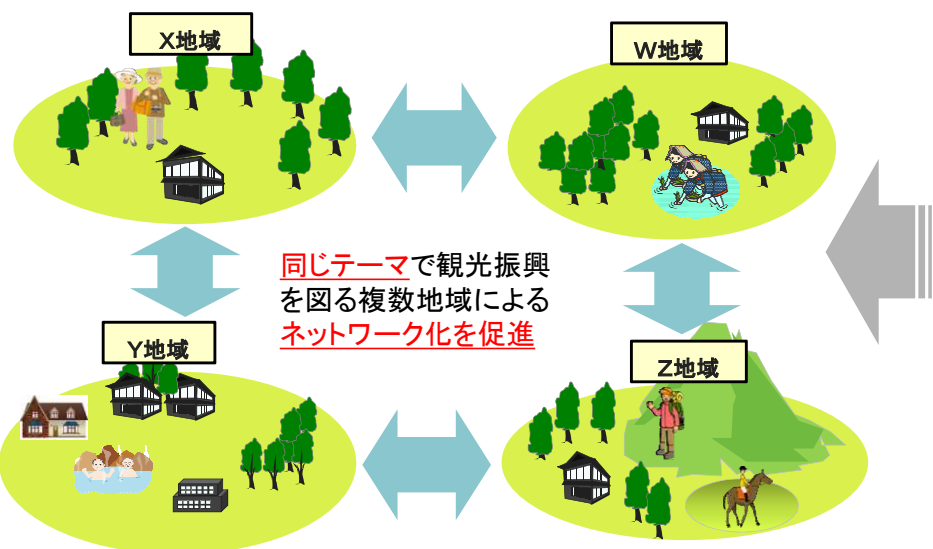 X地域
W地域
同じテーマで観光振興
を図る複数地域による
ネットワーク化を促進
Y地域
Z地域